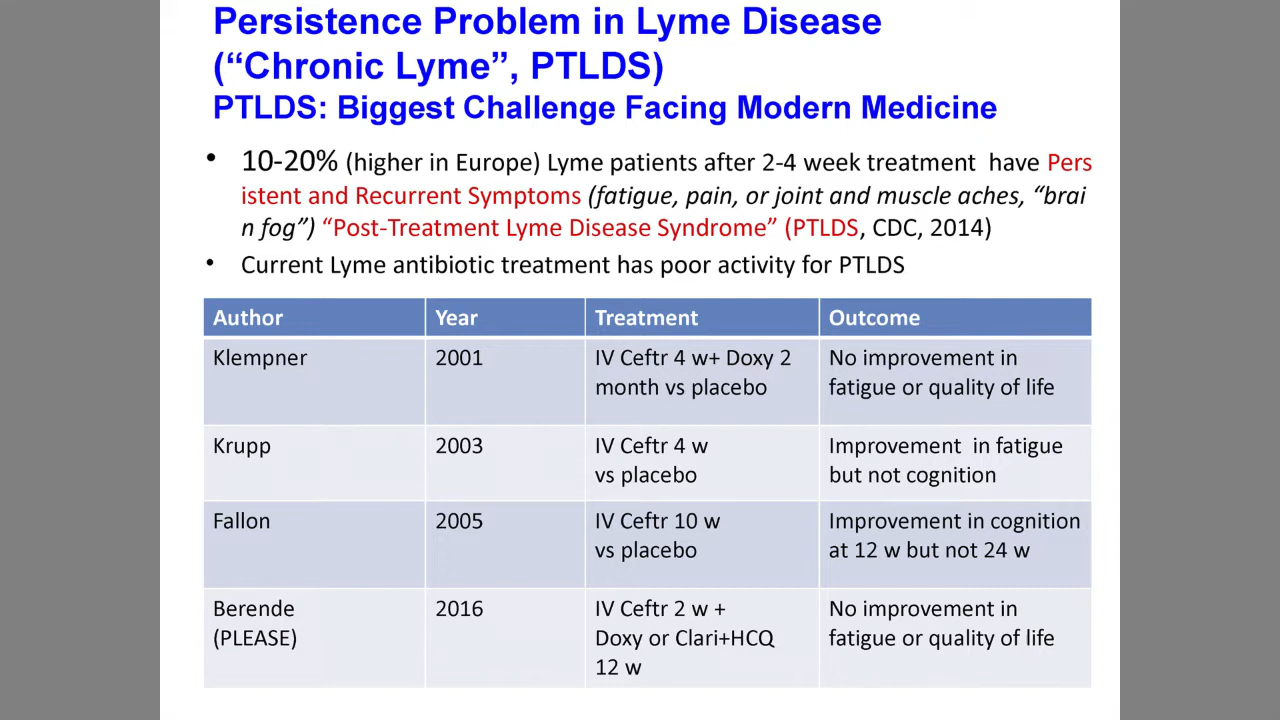 Persistence Problem in Lyme Disease
(“Chronic Lyme”, PTLDS)
PTLDS: Biggest Challenge Facing Modern Medicine
• 10-20% (higher in Europe) Lyme patients after 2-4 week treatment have Pers
istent and Recurrent Symptoms (fatigue, pain, or joint and muscle aches, “brai
n fog”) “Post-Treatment Lyme Disease Syndrome” (PTLDS, CDC, 2014)
• Current Lyme antibiotic treatment has poor activity for PTLDS
Author Year Treatment Outcome
Klempner 2001 IV Ceftr 4 w+ Doxy 2 No improvement in
month vs placebo fatigue or quality of life
Krupp 2003 IV Ceftr 4 w Improvement in fatigue
vs placebo but not cognition
Fallon 2005 IV Ceftr 10 w Improvement in cognition
vs placebo at 12 w but not 24 w
Berende 2016 IV Ceftr 2 w + No improvement in
(PLEASE) Doxy or Clari+HCQ fatigue or quality of life
12 w